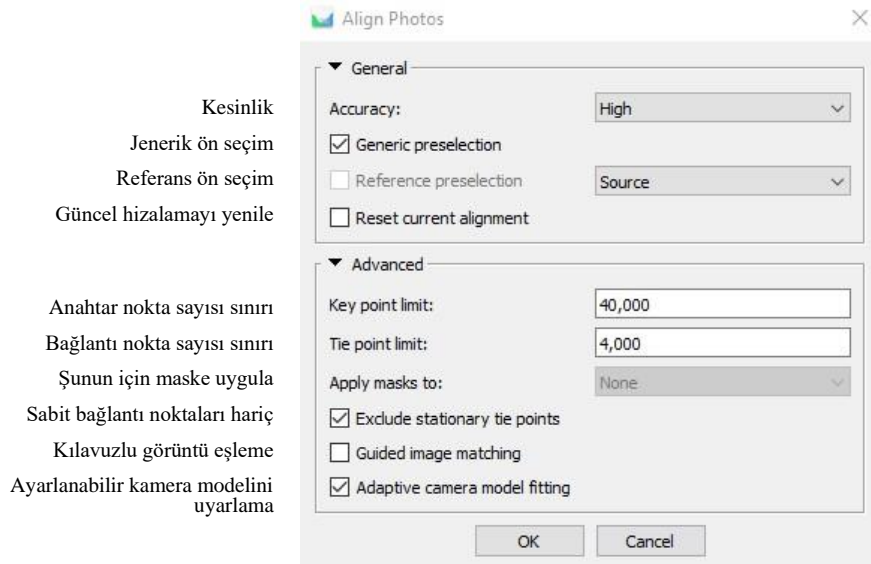 Align Photos
General
Kesinlik Accuracy: High
Jenerik ön seçim Generic preselection
Referans ön seçim Reference preselection Source
Güncel hizalamayı yenile Reset current alignment
Advanced
Anahtar nokta sayısı sınırı Key point limit: 40,000
Bağlantı nokta sayısı sınırı Tie point limit: 4,000
Şunun için maske uygula Apply masks to: None
Sabit bağlantı noktaları hariç Exclude stationary tie points
Kılavuzlu görüntü eşleme Guided image matching
Ayarlanabilir kamera modelini Adaptive camera model fitting
uyarlama
OK Cancel